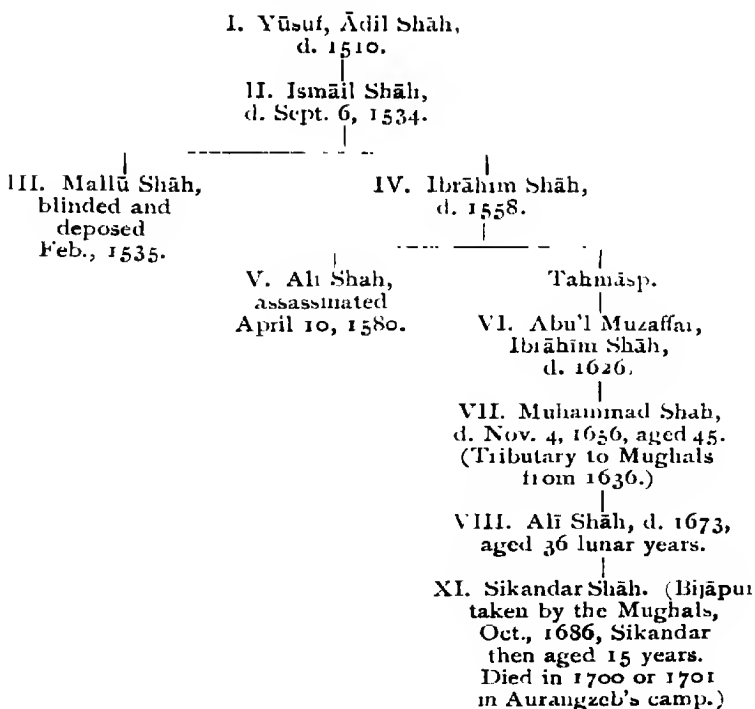 I. Yūsuf, Ādil Shāh,
d. 1510.
II. Ismāil Shāh,
d. Sept. 6, 1534.
III. Mallū Shāh,
blinded and
deposed
Feb., 1535.
IV. Ibrāhīm Shāh,
d. 1558.
V. Ali Shah,
assassinated
April 10, 1580.
Tahmāsp.
VI. Abu'l Muzaffar,
Ibrāhīm Shāh,
d. 1626.
VII. Muhammad Shah,
d. Nov. 4, 1656, aged 45.
(Tributary to Mughals
from 1636.)
VIII. Alī Shāh, d. 1673,
aged 36 lunar years.
XI. Sikandar Shāh. (Bijāpur
taken by the Mughals,
Oct., 1686, Sikandar
then aged 15 years.
Died in 1700 or 1701
in Aurangzeb's camp.)